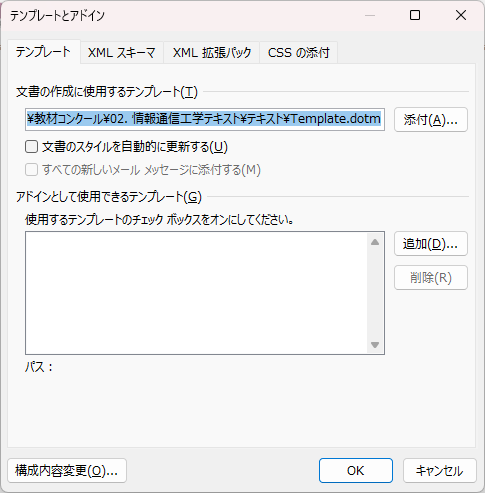 テンプレートとアドイン
テンプレート XML スキーマ XML 拡張パック CSS の添付
文書の作成に使用するテンプレート(T)
¥教材コンクール¥02. 情報通信工学テキスト¥テキスト¥Template.dotm 添付(A)...
文書のスタイルを自動的に更新する(U)
すべての新しいメール メッセージに添付する(M)
アドインとして使用できるテンプレート(G)
使用するテンプレートのチェック ボックスをオンにしてください。
追加(D)...
削除(R)
パス :
構成内容変更(O)... OK キャンセル